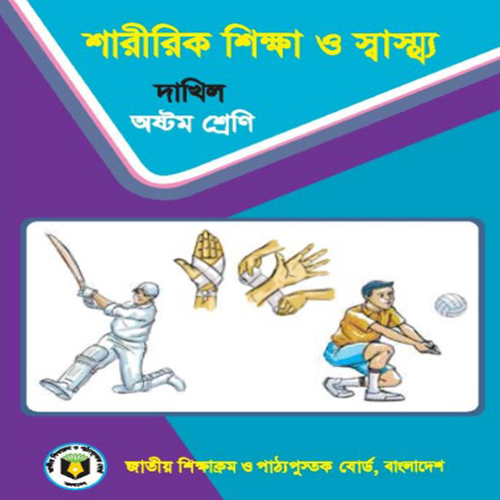 শারীরিক শিক্ষা ও স্বাস্থ্য
দাখিল
অষ্টম শ্রেণি
জাতীয় শিক্ষাক্রম ও পাঠ্যপুস্তক বোর্ড, বাংলাদেশ